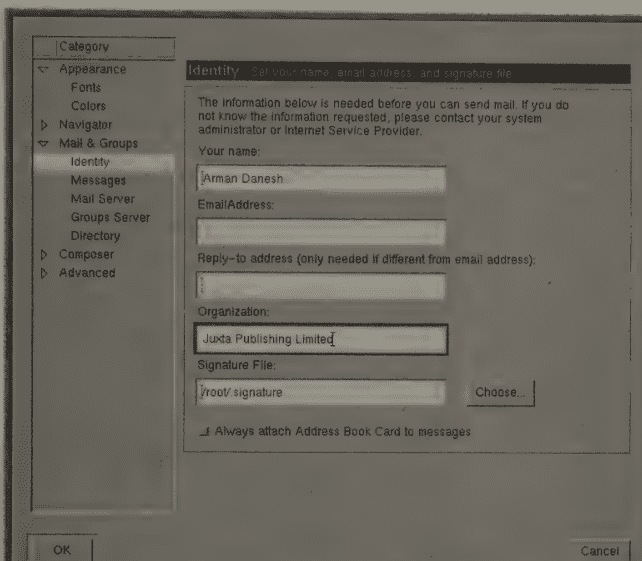 Category
Appearance
Fonts
Colors
Navigator
Mail & Groups
Identity
Messages
Mail Server
Groups Server
Directory
Composer
Advanced
Identity Set your name, email address, and signature file
The information below is needed before you can send mail. If you do
not know the information requested, please contact your system
administrator or Internet Service Provider.
Your name:
Arman Danesh
EmailAddress:
Reply-to address (only needed if different from email address):
Organization:
Juxta Publishing Limited
Signature File:
/root/.signature
Choose...
Always attach Address Book Card to messages
OK
Cancel